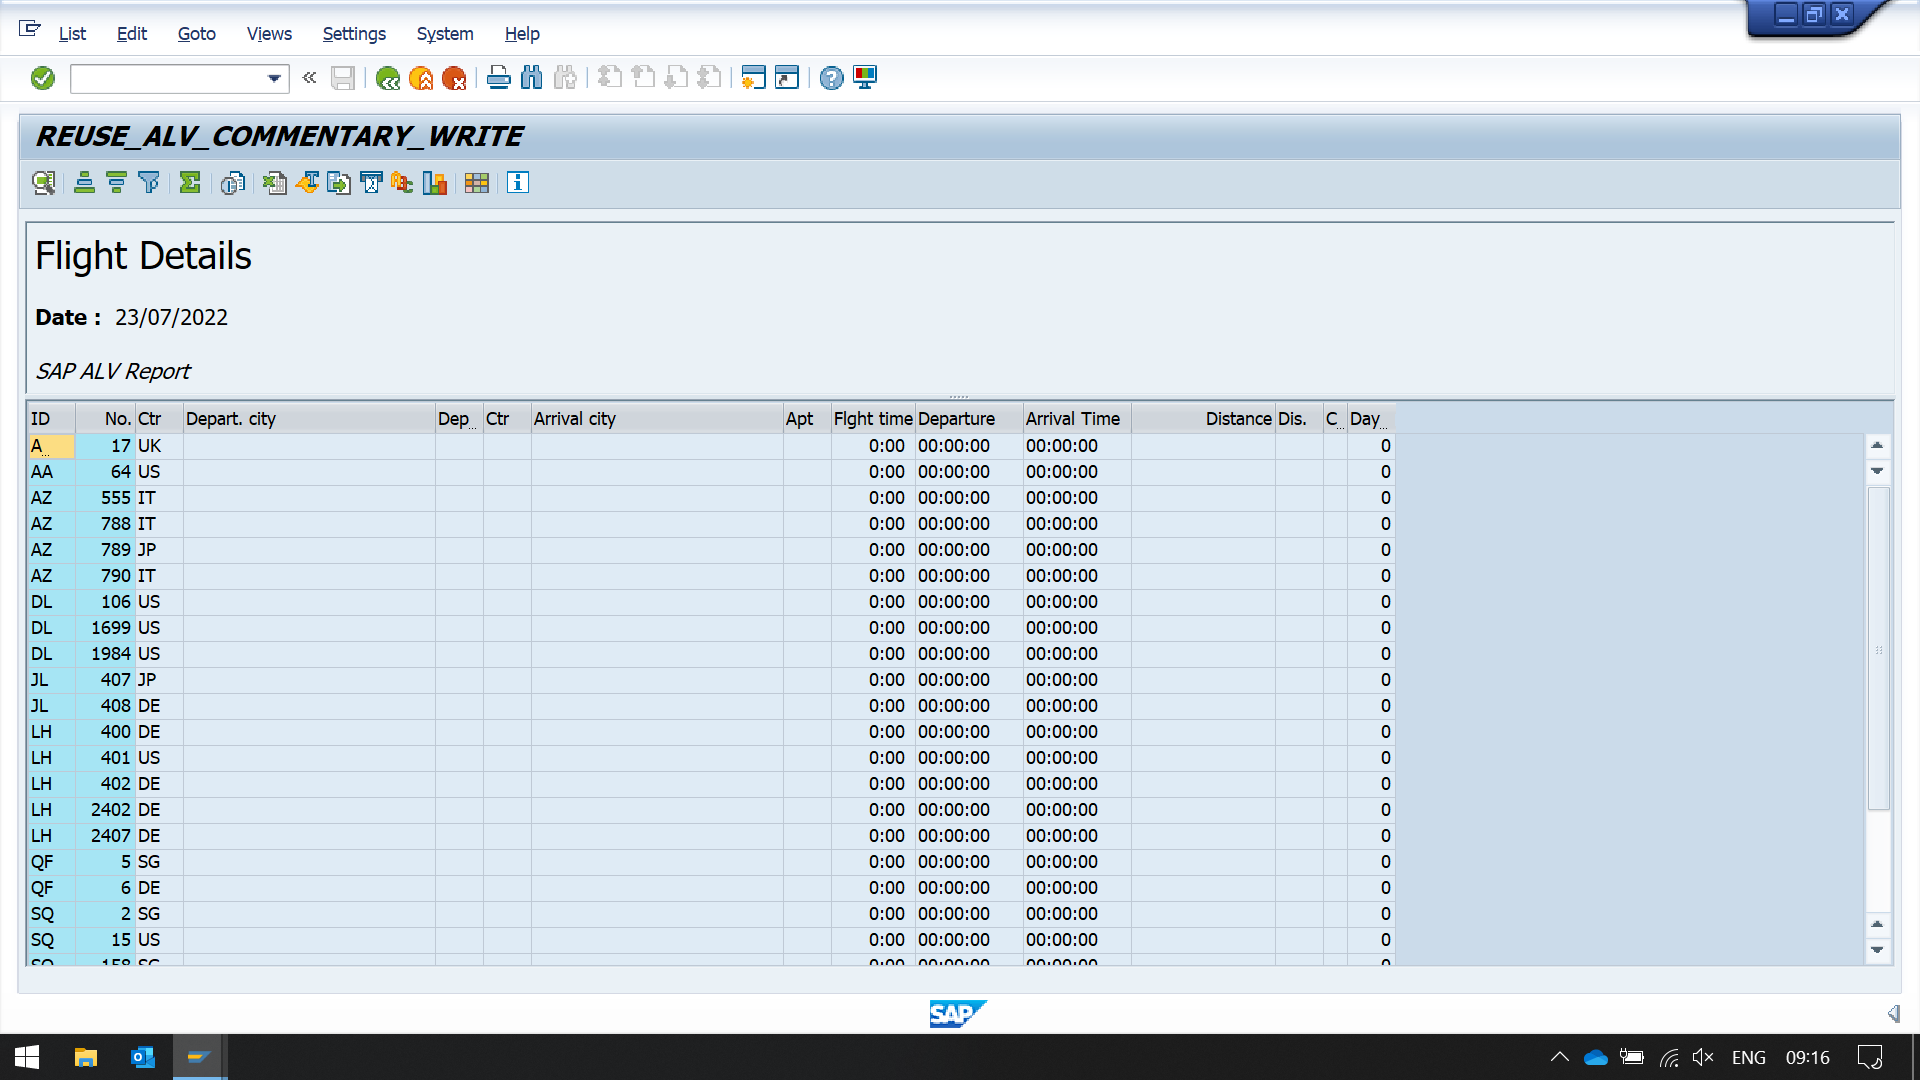 List Edit Goto Views Settings System Help
REUSE_ALV_COMMENTARY_WRITE
Flight Details
Date : 23/07/2022
SAP ALV Report
ID No. Ctr Depart. city Dep... Ctr Arrival city Apt Flght time Departure Arrival Time Distance Dis. C... Day...
A... 17 UK 0:00 00:00:00 00:00:00 0
AA 64 US 0:00 00:00:00 00:00:00 0
AZ 555 IT 0:00 00:00:00 00:00:00 0
AZ 788 IT 0:00 00:00:00 00:00:00 0
AZ 789 JP 0:00 00:00:00 00:00:00 0
AZ 790 IT 0:00 00:00:00 00:00:00 0
DL 106 US 0:00 00:00:00 00:00:00 0
DL 1699 US 0:00 00:00:00 00:00:00 0
DL 1984 US 0:00 00:00:00 00:00:00 0
JL 407 JP 0:00 00:00:00 00:00:00 0
JL 408 DE 0:00 00:00:00 00:00:00 0
LH 400 DE 0:00 00:00:00 00:00:00 0
LH 401 US 0:00 00:00:00 00:00:00 0
LH 402 DE 0:00 00:00:00 00:00:00 0
LH 2402 DE 0:00 00:00:00 00:00:00 0
LH 2407 DE 0:00 00:00:00 00:00:00 0
QF 5 SG 0:00 00:00:00 00:00:00 0
QF 6 DE 0:00 00:00:00 00:00:00 0
SQ 2 SG 0:00 00:00:00 00:00:00 0
SQ 15 US 0:00 00:00:00 00:00:00 0
SQ 158 SG 0:00 00:00:00 00:00:00 0
SAP
ENG 09:16